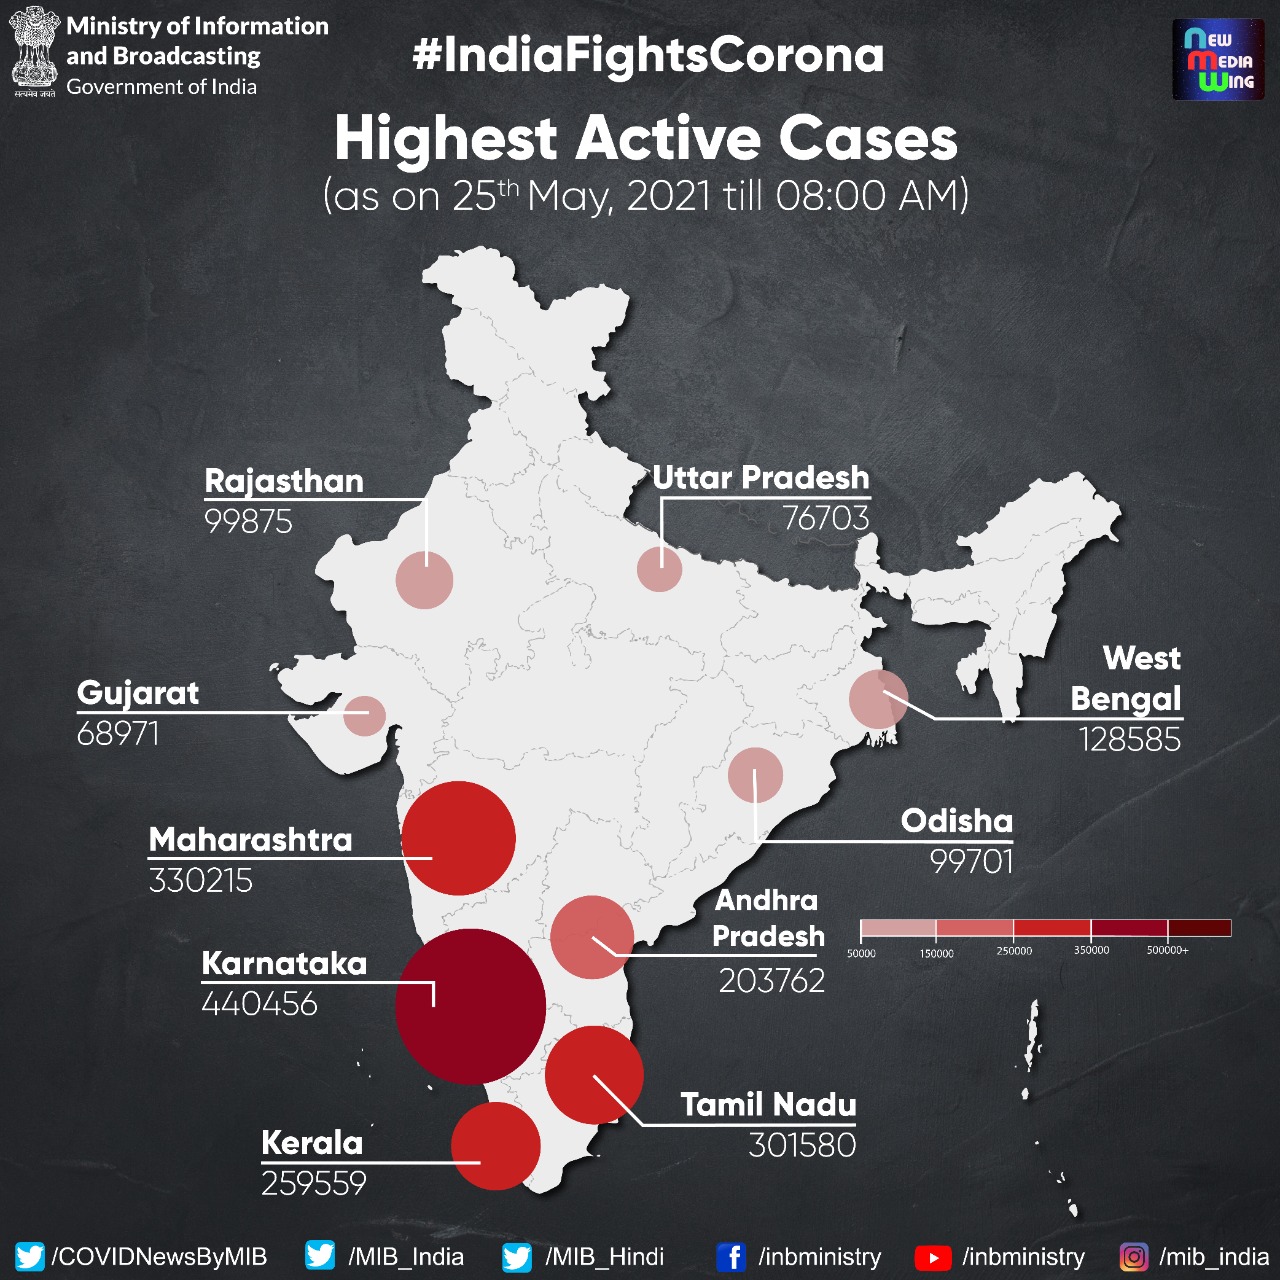 Ministry of Information
and Broadcasting
Government of India
सत्यमेव जयते
#IndiaFightsCorona
NEW
MEDIA
WING
Highest Active Cases
(as on 25th May, 2021 till 08:00 AM)
Rajasthan
99875
Uttar Pradesh
76703
West
Bengal
128585
Gujarat
68971
Odisha
99701
Maharashtra
330215
Andhra
Pradesh
203762
50000 150000 250000 350000 500000+
Karnataka
440456
Tamil Nadu
301580
Kerala
259559
/COVIDNewsByMIB /MIB_India /MIB_Hindi /inbministry /inbministry /mib_india